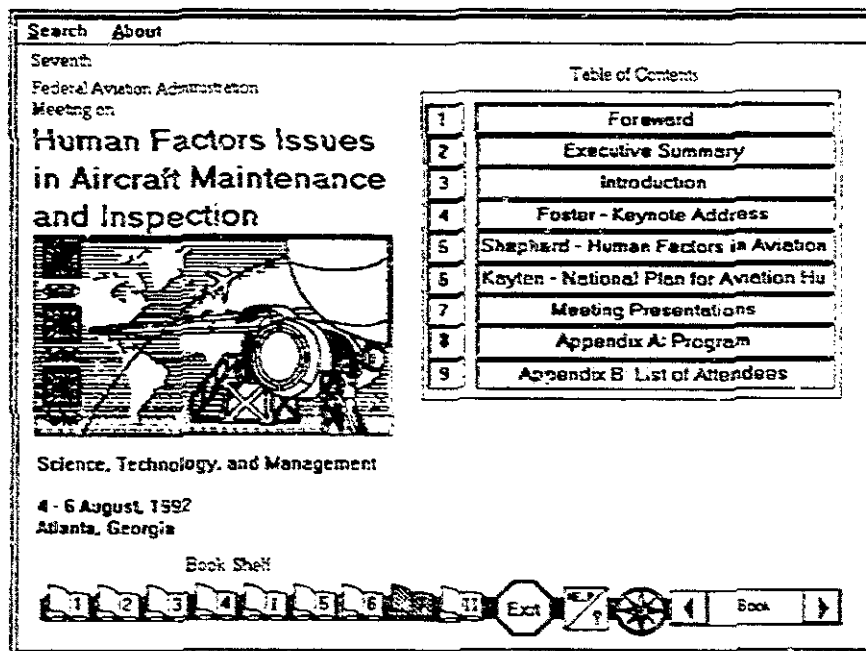 Search About
Seventh
Federal Aviation Administration
Meeting on
Human Factors Issues
in Aircraft Maintenance
and Inspection
Science, Technology, and Management
4 - 6 August, 1992
Atlanta, Georgia
Table of Contents
1 Foreward
2 Executive Summary
3 Introduction
4 Foster - Keynote Address
5 Shephard - Human Factors in Aviation
6 Kayten - National Plan for Aviation Hu
7 Meeting Presentations
8 Appendix A: Program
9 Appendix B: List of Attendees
Book Shelf
1 2 3 4 I 5 6 II Exit HELP ? Book